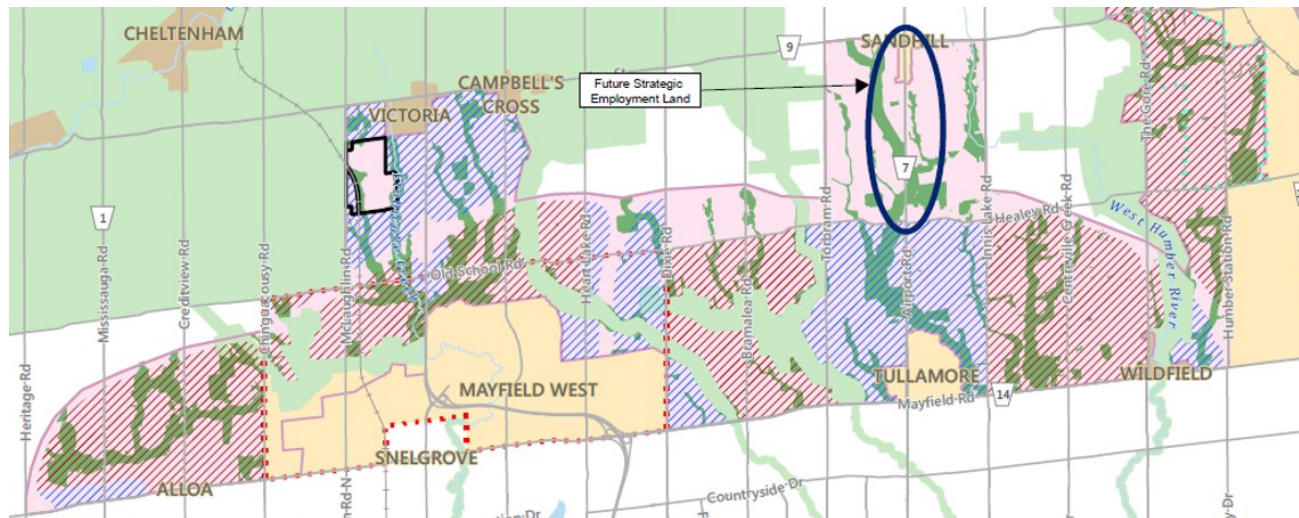 CHELTENHAM
9
SANDHILL
CAMPBELL'S
CROSS
Future Strategic
Employment Land
VICTORIA
The Gore Rd
7
1
Mississauga Rd
Creditview Rd
Chinguacousy Rd
McLaughlin Rd
Old School Rd
Heart Lake Rd
Dixie Rd
Bramalea Rd
Torbram Rd
Airport Rd
Innis Lake Rd
Healey Rd
Centreville Creek Rd
West Humber River
Humber Station Rd
Heritage Rd
MAYFIELD WEST
TULLAMORE
WILDFIELD
14
Mayfield Rd
SNELGROVE
ALLOA
Rd N
Countryside Dr
Dr